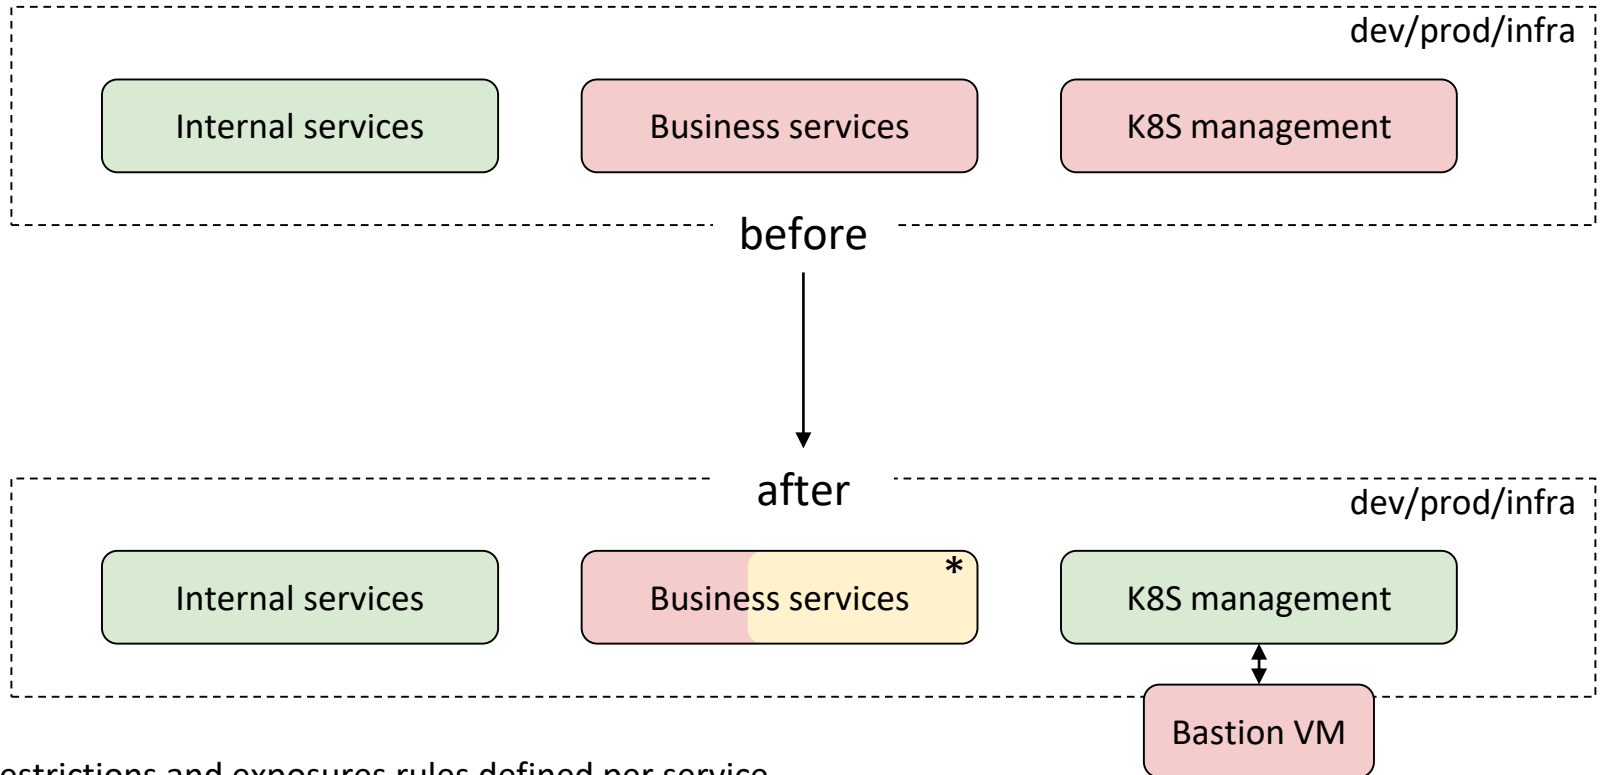 dev/prod/infra
Internal services
Business services
K8S management
before
after
dev/prod/infra
*
Internal services
Business services
K8S management
Bastion VM
and exposures rules defined per service